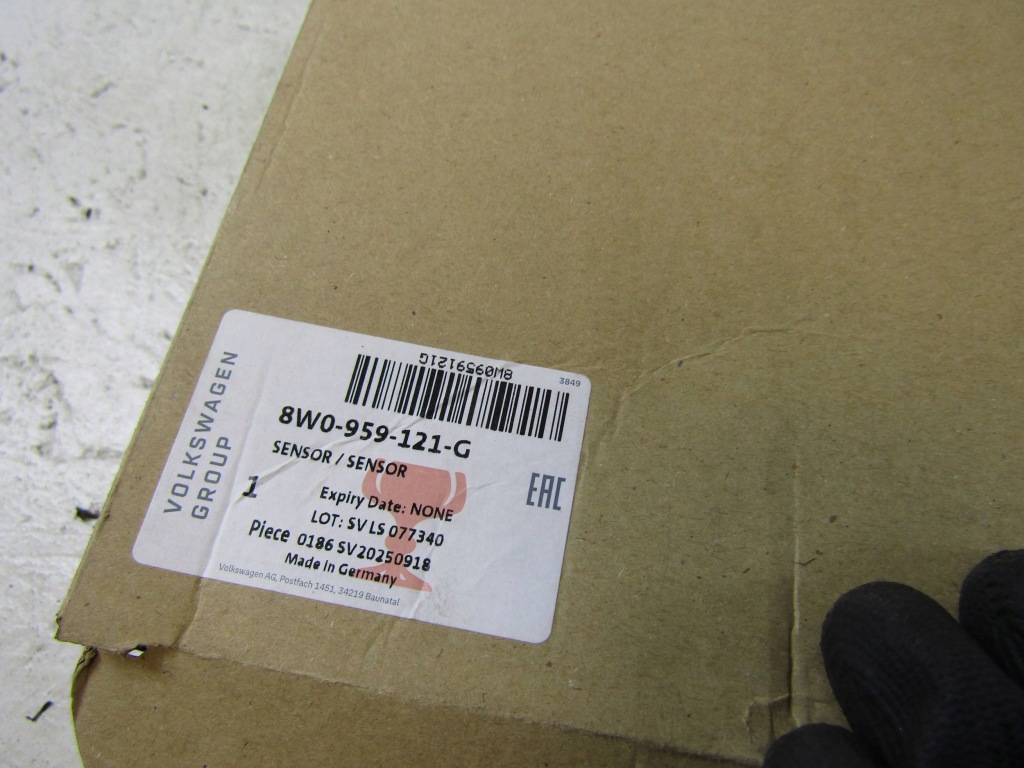 VOLKSWAGEN
GROUP
8W0959121G
3849
8W0-959-121-G
SENSOR / SENSOR
1
Expiry Date: NONE
LOT: SV LS 077340
Piece 0186 SV20250918
Made in Germany
Volkswagen AG, Postfach 1451, 34219 Baunatal
EAC